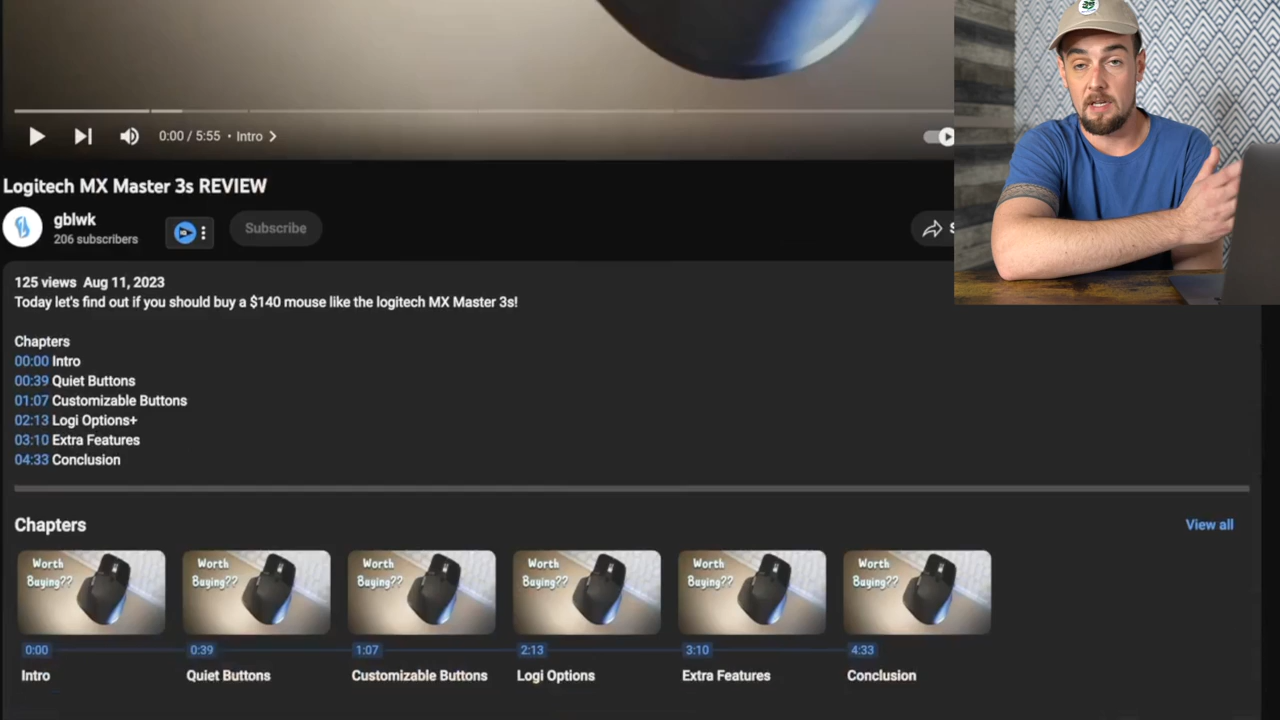 0:00 / 5:55 • Intro
Logitech MX Master 3s REVIEW
gblwk
206 subscribers
Subscribe
125 views Aug 11, 2023
Today let's find out if you should buy a $140 mouse like the logitech MX Master 3s!
Chapters
00:00 Intro
00:39 Quiet Buttons
01:07 Customizable Buttons
02:13 Logi Options+
03:10 Extra Features
04:33 Conclusion
Chapters
View all
Worth Worth Worth Worth Worth Worth
Buying?? Buying?? Buying?? Buying?? Buying?? Buying??
0:00 0:39 1:07 2:13 3:10 4:33
Intro Quiet Buttons Customizable Buttons Logi Options Extra Features Conclusion